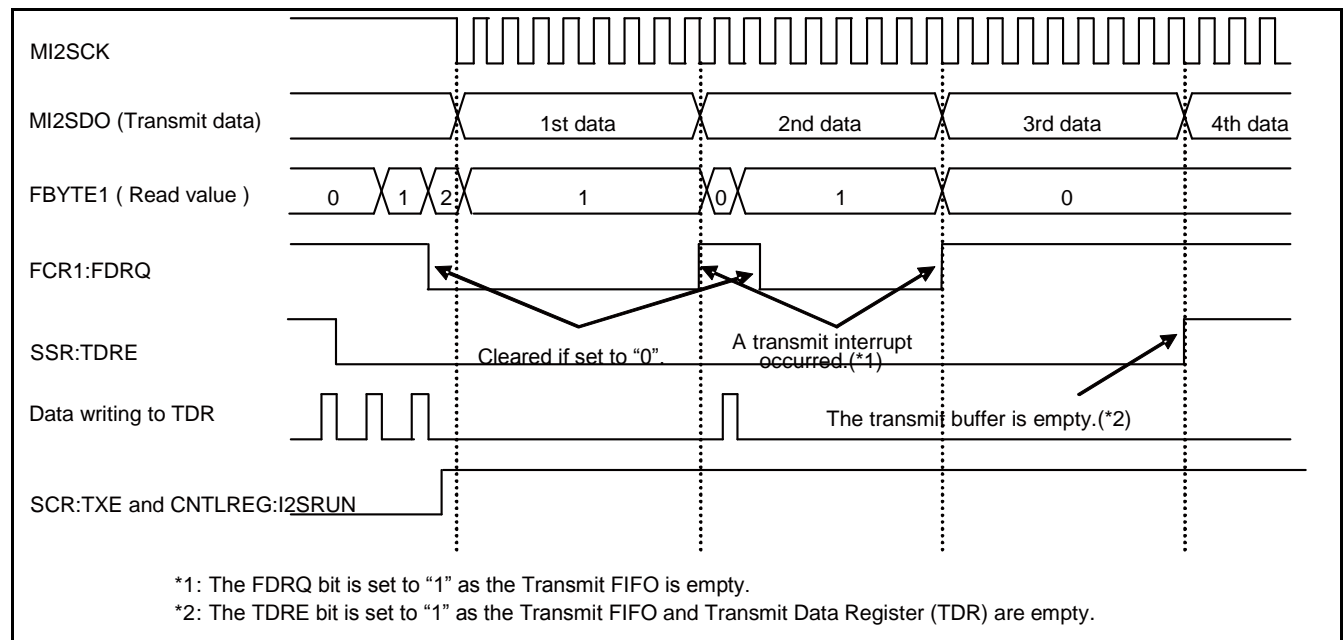 MI2SCK
MI2SDO (Transmit data)
1st data
2nd data
3rd data
4th data
FBYTE1 ( Read value )
0
1
2
1
0
1
0
FCR1:FDRQ
SSR:TDRE
Cleared if set to “0”.
A transmit interrupt
occurred.(*1)
Data writing to TDR
The transmit buffer is empty.(*2)
SCR:TXE and CNTLREG:I2SRUN
*1: The FDRQ bit is set to “1” as the Transmit FIFO is empty.
*2: The TDRE bit is set to “1” as the Transmit FIFO and Transmit Data Register (TDR) are empty.